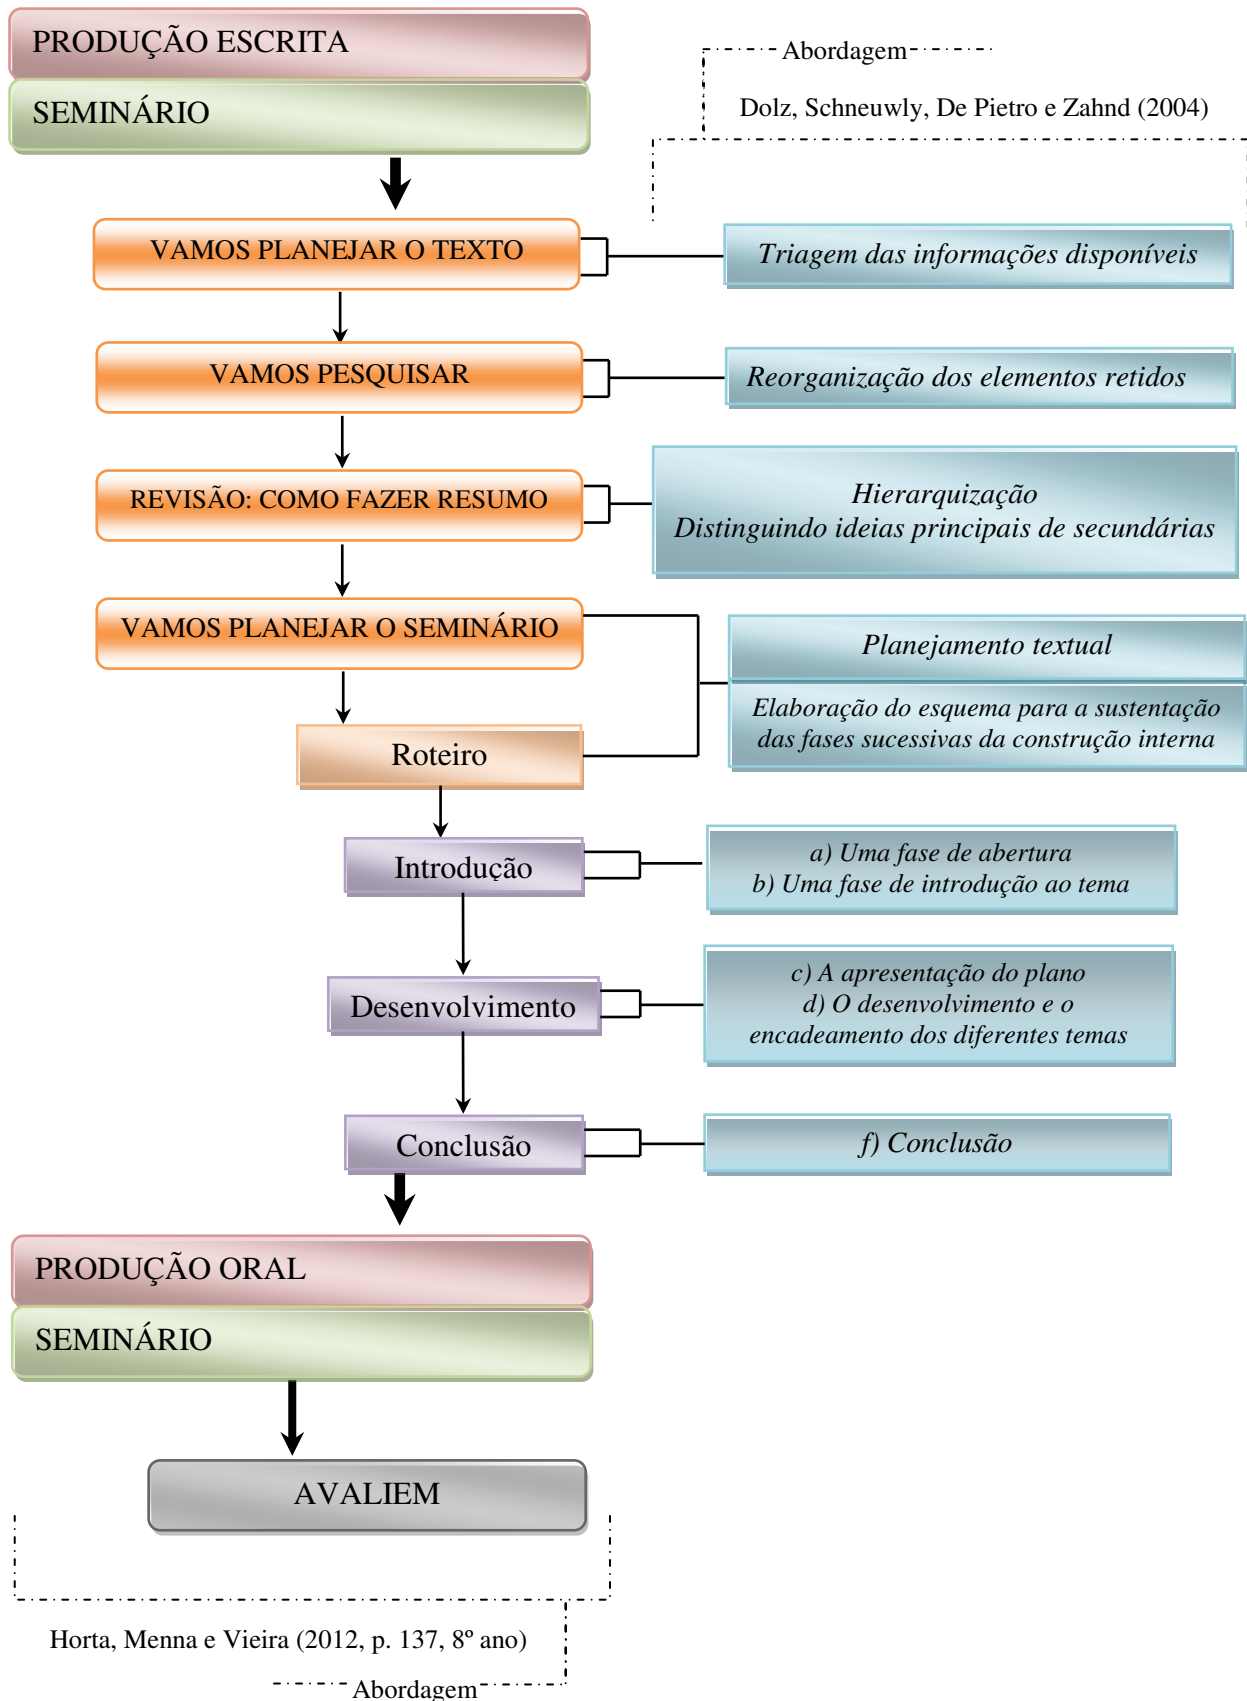 PRODUÇÃO ESCRITA
SEMINÁRIO
Abordagem
Dolz, Schneuwly, De Pietro e Zahnd (2004)
VAMOS PLANEJAR O TEXTO
Triagem das informações disponíveis
VAMOS PESQUISAR
Reorganização dos elementos retidos
REVISÃO: COMO FAZER RESUMO
Hierarquização
Distinguindo ideias principais de secundárias
VAMOS PLANEJAR O SEMINÁRIO
Planejamento textual
Elaboração do esquema para a sustentação
das fases sucessivas da construção interna
Roteiro
Introdução
a) Uma fase de abertura
b) Uma fase de introdução ao tema
Desenvolvimento
c) A apresentação do plano
d) O desenvolvimento e o
encadeamento dos diferentes temas
Conclusão
f) Conclusão
PRODUÇÃO ORAL
SEMINÁRIO
AVALIEM
Horta, Menna e Vieira (2012, p. 137, 8º ano)
Abordagem